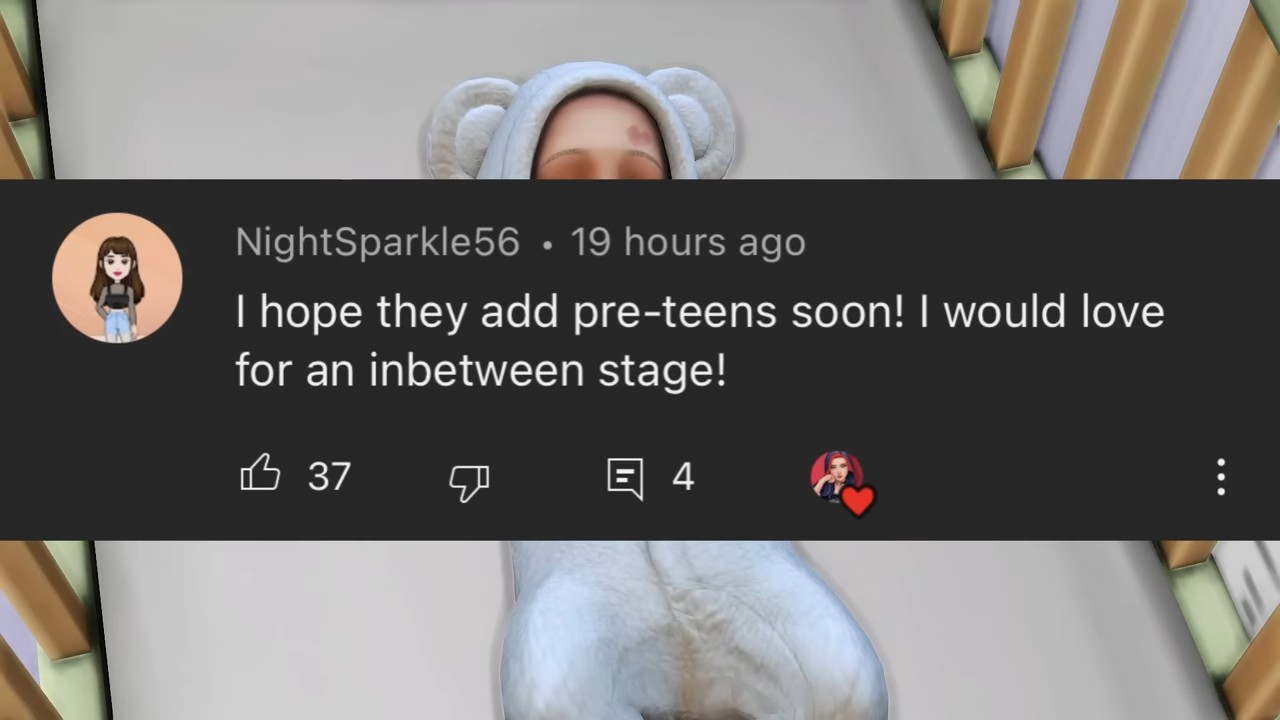 NightSparkle56 • 19 hours ago
I hope they add pre-teens soon! I would love
for an inbetween stage!
37 4